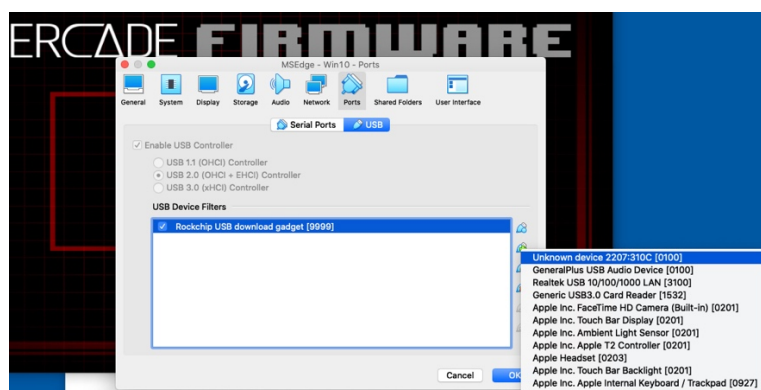 ERCADE FIRMWARE
MSEdge - Win10 - Ports
General System Display Storage Audio Network Ports Shared Folders User Interface
Serial Ports USB
Enable USB Controller
USB 1.1 (OHCI) Controller
USB 2.0 (OHCI + EHCI) Controller
USB 3.0 (xHCI) Controller
USB Device Filters
Rockchip USB download gadget [9999]
Unknown device 2207:310C [0100]
GeneralPlus USB Audio Device [0100]
Realtek USB 10/100/1000 LAN [3100]
Generic USB3.0 Card Reader [1532]
Apple Inc. FaceTime HD Camera (Built-in) [0201]
Apple Inc. Touch Bar Display [0201]
Apple Inc. Ambient Light Sensor [0201]
Apple Inc. Apple T2 Controller [0201]
Apple Headset [0203]
Apple Inc. Touch Bar Backlight [0201]
Apple Inc. Apple Internal Keyboard / Trackpad [0927]
Cancel OK